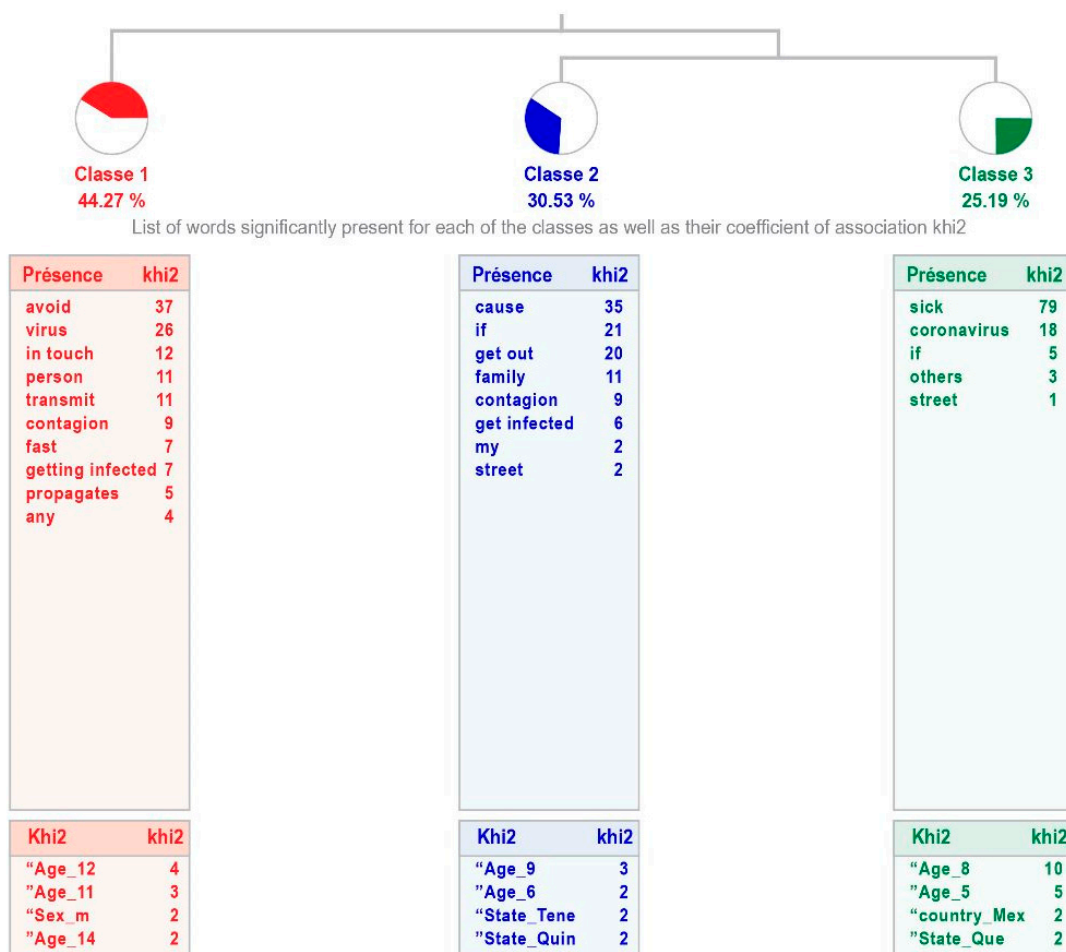 Classe 1
44.27 %
Classe 2
30.53 %
Classe 3
25.19 %
List of words significantly present for each of the classes as well as their coefficient of association khi2
Présence khi2
avoid 37
virus 26
in touch 12
person 11
transmit 11
contagion 9
fast 7
getting infected 7
propagates 5
any 4
Présence khi2
cause 35
if 21
get out 20
family 11
contagion 9
get infected 6
my 2
street 2
Présence khi2
sick 79
coronavirus 18
if 5
others 3
street 1
Khi2 khi2
“Age_12 4
”Age_11 3
“Sex_m 2
”Age_14 2
Khi2 khi2
“Age_9 3
”Age_6 2
“State_Tene 2
”State_Quin 2
Khi2 khi2
“Age_8 10
”Age_5 5
“country_Mex 2
”State_Que 2